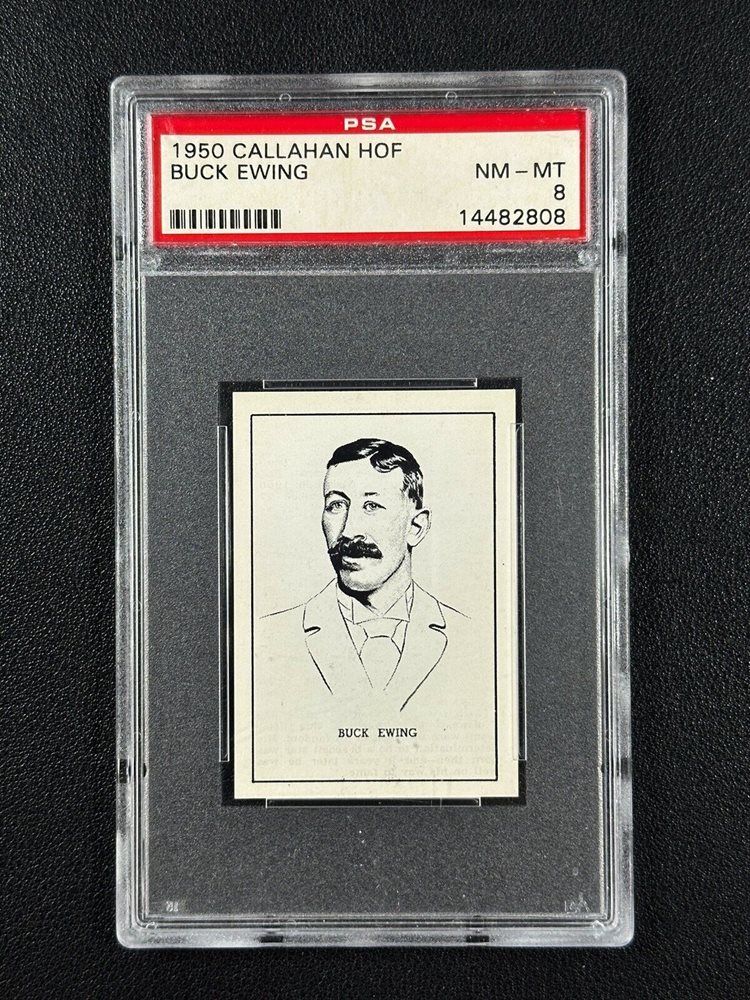 PSA
1950 CALLAHAN HOF
BUCK EWING
NM - MT
8
14482808
BUCK EWING